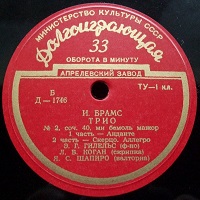 МИНИСТЕРСТВО КУЛЬТУРЫ СССР
Долгоиграющая
33
ОБОРОТА В МИНУТУ
АПРЕЛЕВСКИЙ ЗАВОД
Б
Д—1746
ТУ—1 кл.
И. БРАМС
ТРИО
№ 2, соч. 40, ми бемоль мажор
1 часть — Анданте
2 часть — Скерцо, Аллегро
Э. Г. ГИЛЕЛЬС (ф-но)
Л. Б. КОГАН (скрипка)
Я. С. ШАПИРО (валторна)